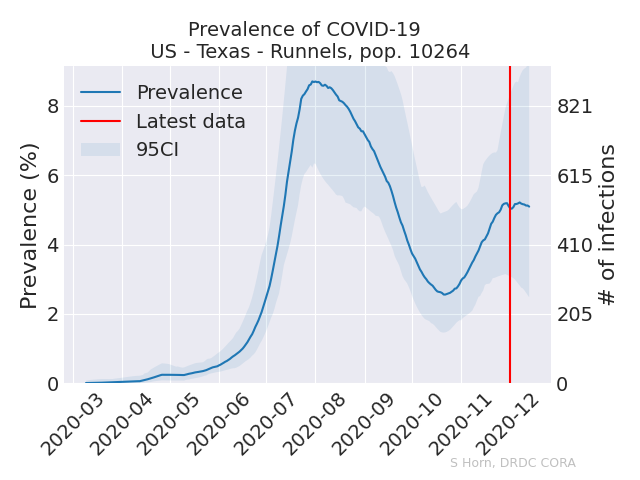 Prevalence of COVID-19
US - Texas - Runnels, pop. 10264
Prevalence
Latest data
95CI
Prevalence (%)
8
6
4
2
0
821
615
410
205
0
# of infections
2020-03
2020-04
2020-05
2020-06
2020-07
2020-08
2020-09
2020-10
2020-11
2020-12
S Horn, DRDC CORA